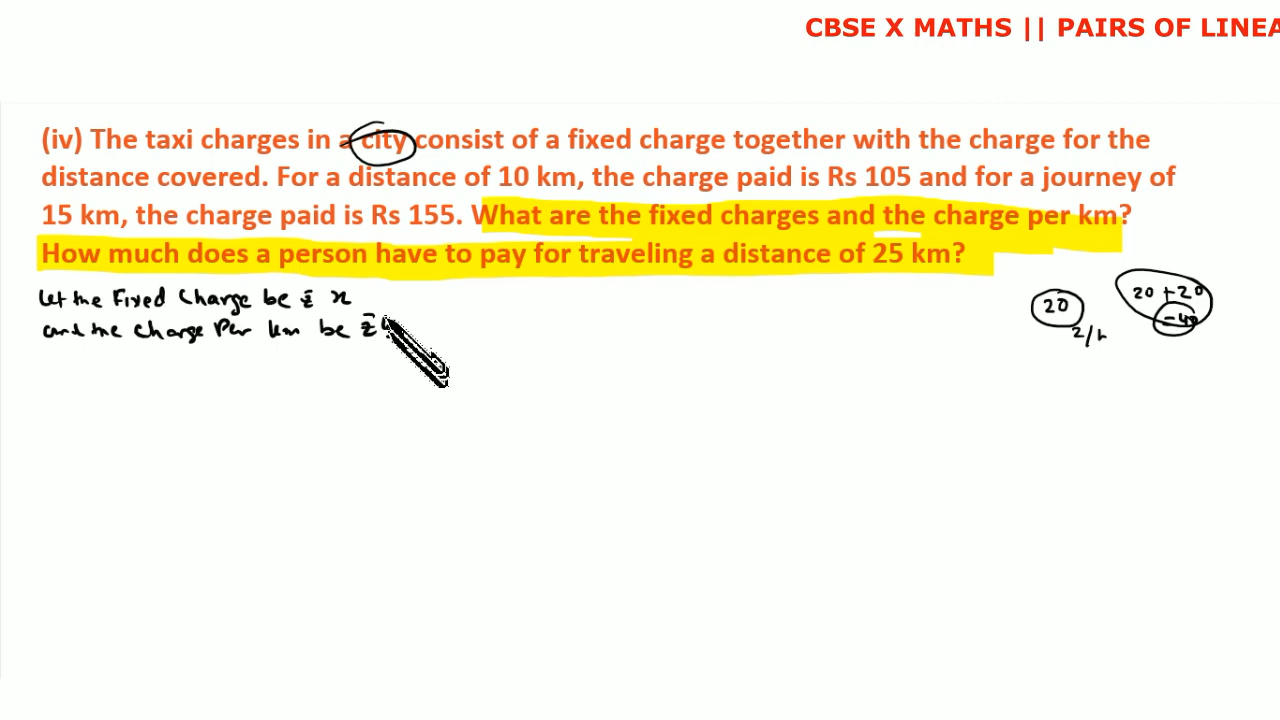 CBSE X MATHS || PAIRS OF LINEA
(iv) The taxi charges in a city consist of a fixed charge together with the charge for the
distance covered. For a distance of 10 km, the charge paid is Rs 105 and for a journey of
15 km, the charge paid is Rs 155. What are the fixed charges and the charge per km?
How much does a person have to pay for traveling a distance of 25 km?
Let the Fixed Charge be ₹ x
and the Charge Per km be ₹
20
2/h
20 + 20
= 40